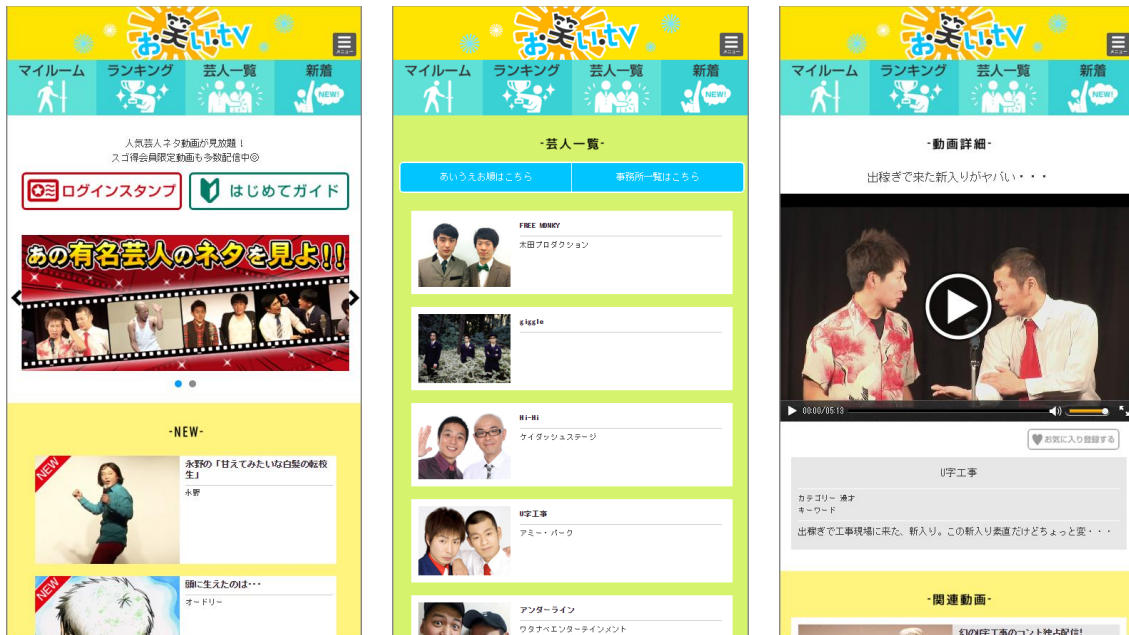 お笑いtv
メニュー
マイルーム
ランキング
芸人一覧
新着
NEW!
人気芸人ネタ動画が見放題！
スゴ得会員限定動画も多数配信中◎
ログインスタンプ
はじめてガイド
あの有名芸人のネタを見よ!!
-NEW-
NEW
永野の「甘えてみたいな白髪の転校
生」
永野
NEW
頭に生えたのは・・・
オードリー
お笑いtv
メニュー
マイルーム
ランキング
芸人一覧
新着
NEW!
-芸人一覧-
あいうえお順はこちら
事務所一覧はこちら
FREE MONKY
太田プロダクション
giggle
Hi-Hi
ケイダッシュステージ
U字工事
アミー・パーク
アンダーライン
ワタナベエンターテインメント
お笑いtv
メニュー
マイルーム
ランキング
芸人一覧
新着
NEW!
-動画詳細-
出稼ぎで来た新入りがヤバい・・・
00:00/05:13
お気に入り登録する
U字工事
カテゴリー 漫才
キーワード
出稼ぎで工事現場に来た、新入り。この新入り素直だけどちょっと変・・・
-関連動画-
幻のU字工事のコント独占配信!